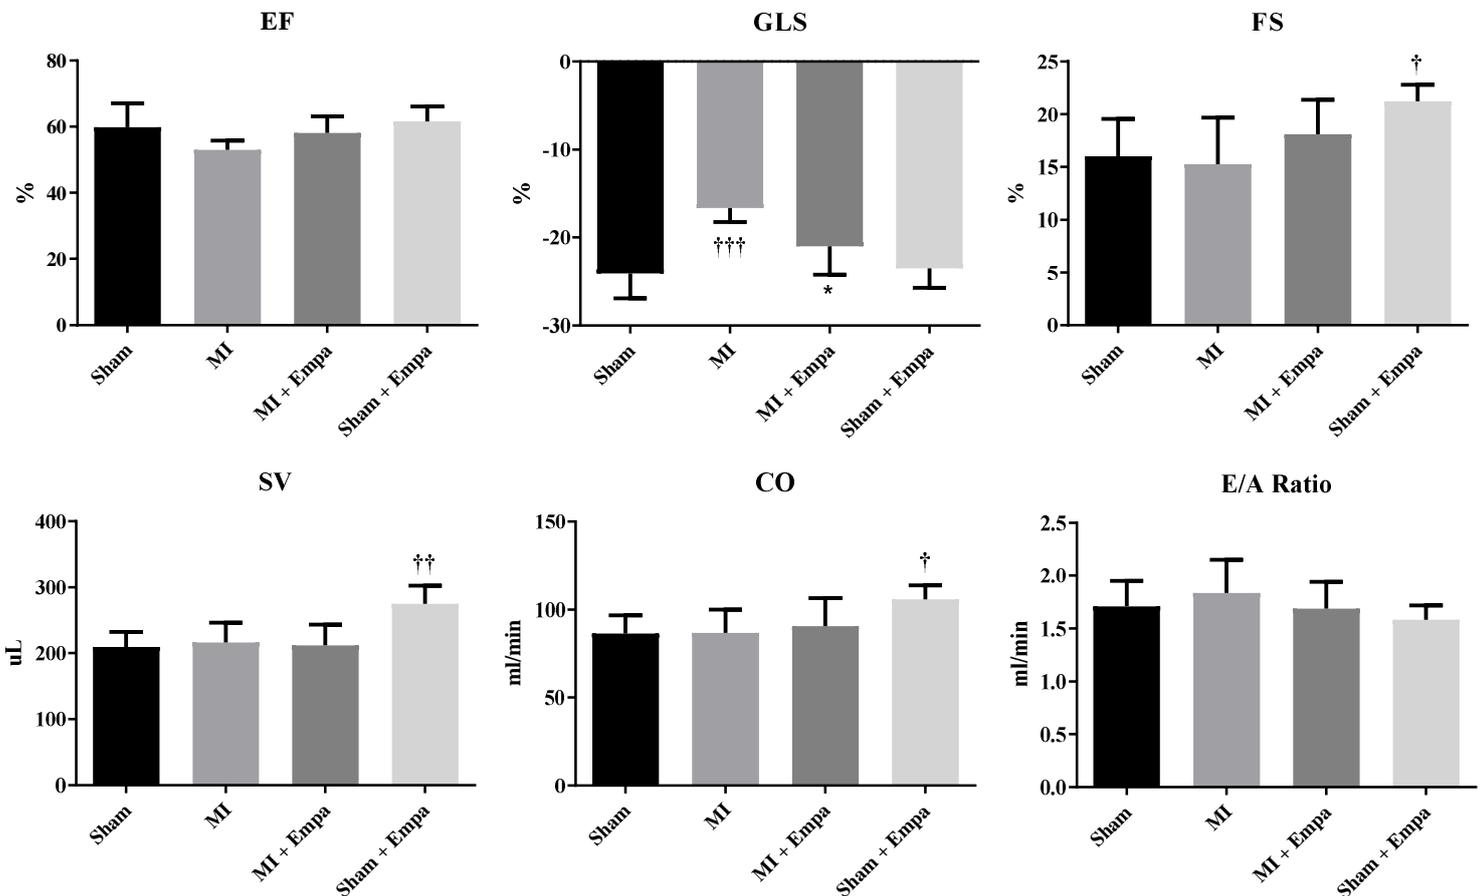 EF
80
60
40
20
0
%
Sham
MI
MI + Empa
Sham + Empa
GLS
0
-10
-20
-30
%
†††
*
Sham
MI
MI + Empa
Sham + Empa
FS
25
20
15
10
5
0
%
†
Sham
MI
MI + Empa
Sham + Empa
SV
400
300
200
100
0
uL
††
Sham
MI
MI + Empa
Sham + Empa
CO
150
100
50
0
ml/min
†
Sham
MI
MI + Empa
Sham + Empa
E/A Ratio
2.5
2.0
1.5
1.0
0.5
0.0
ml/min
Sham
MI
MI + Empa
Sham + Empa